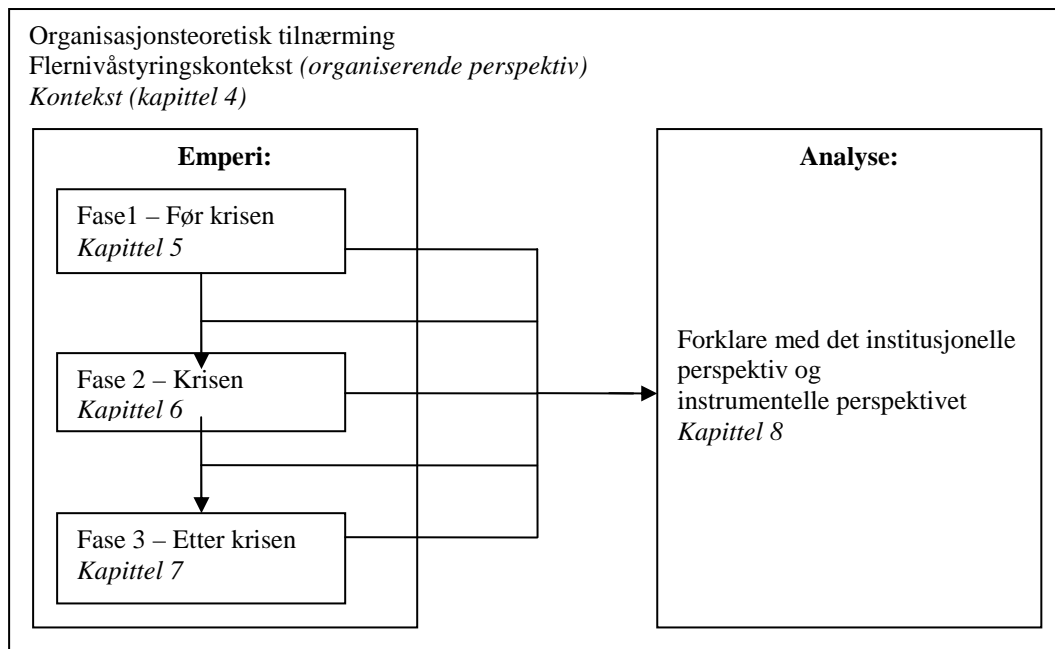 Organisasjonsteoretisk tilnærming
Flernivåstyringskontekst (organiserende perspektiv)
Kontekst (kapittel 4)
Emperi:
Fase1 – Før krisen
Kapittel 5
Fase 2 – Krisen
Kapittel 6
Fase 3 – Etter krisen
Kapittel 7
Analyse:
Forklare med det institusjonelle
perspektiv og
instrumentelle perspektivet
Kapittel 8